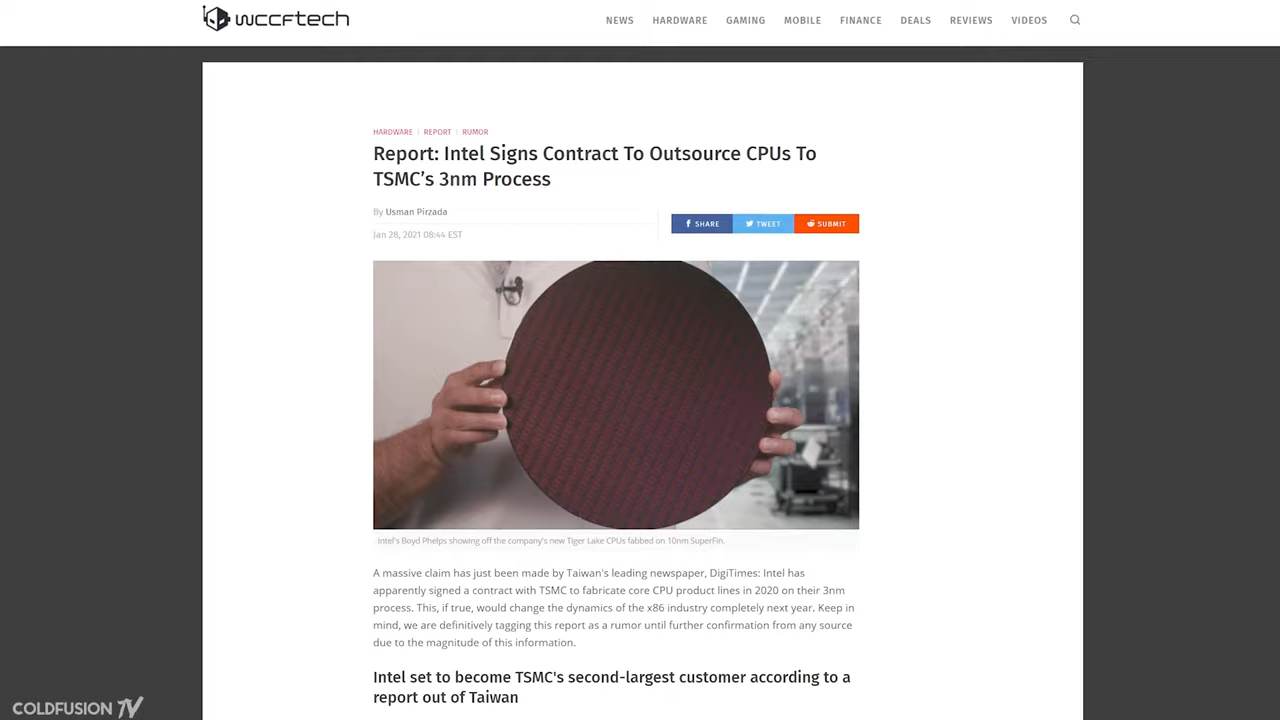 wccftech
NEWS HARDWARE GAMING MOBILE FINANCE DEALS REVIEWS VIDEOS
HARDWARE | REPORT | RUMOR
Report: Intel Signs Contract To Outsource CPUs To
TSMC’s 3nm Process
By Usman Pirzada
Jan 28, 2021 08:44 EST
SHARE TWEET SUBMIT
Intel's Boyd Phelps showing off the company's new Tiger Lake CPUs fabbed on 10nm SuperFin.
A massive claim has just been made by Taiwan's leading newspaper, DigiTimes: Intel has
apparently signed a contract with TSMC to fabricate core CPU product lines in 2020 on their 3nm
process. This, if true, would change the dynamics of the x86 industry completely next year. Keep in
mind, we are definitively tagging this report as a rumor until further confirmation from any source
due to the magnitude of this information.
Intel set to become TSMC's second-largest customer according to a
report out of Taiwan
COLDFUSION TV